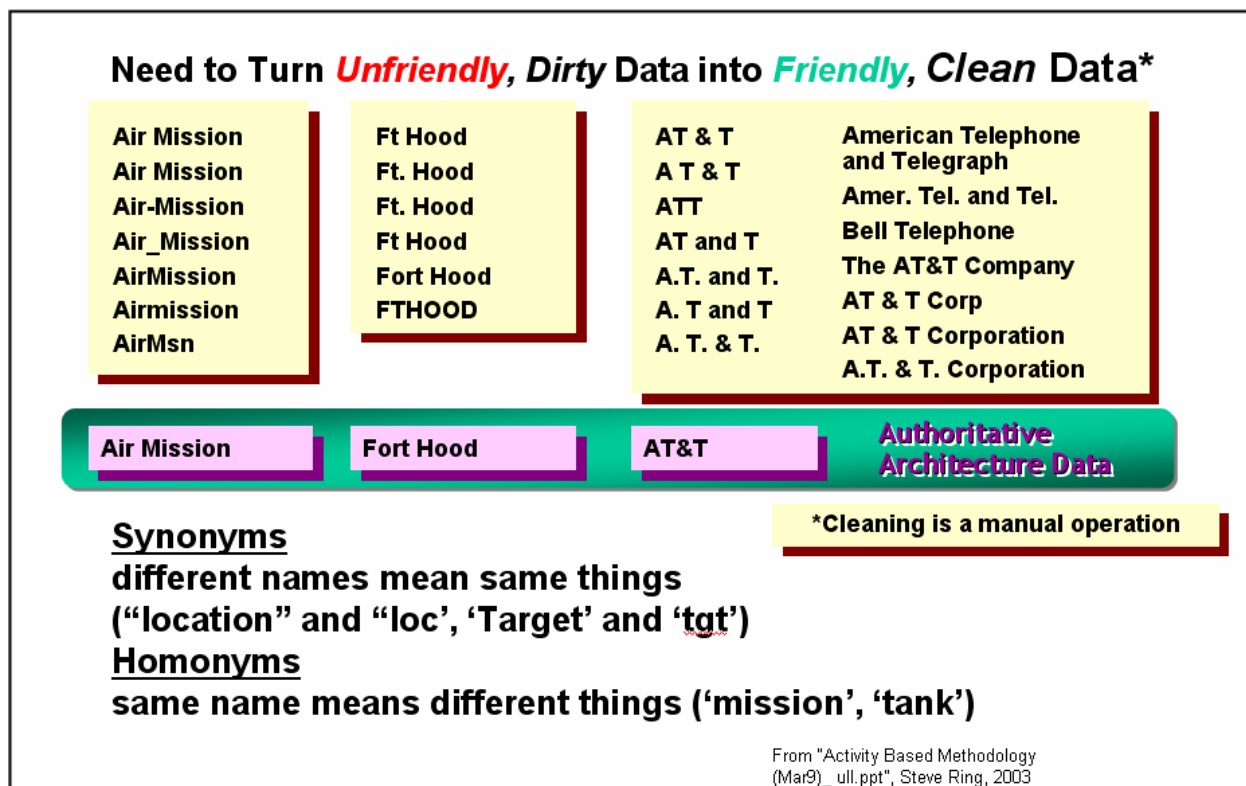 Need to Turn Unfriendly, Dirty Data into Friendly, Clean Data*
Air Mission
Air Mission
Air-Mission
Air_Mission
AirMission
Airmission
AirMsn
Ft Hood
Ft. Hood
Ft. Hood
Ft Hood
Fort Hood
FTHOOD
AT & T
A T & T
ATT
AT and T
A.T. and T.
A. T and T
A. T. & T.
American Telephone
and Telegraph
Amer. Tel. and Tel.
Bell Telephone
The AT&T Company
AT & T Corp
AT & T Corporation
A.T. & T. Corporation
Air Mission
Fort Hood
AT&T
Authoritative
Architecture Data
*Cleaning is a manual operation
Synonyms
different names mean same things
(“location” and “loc’, ‘Target’ and ‘tgt’)
Homonyms
same name means different things (‘mission’, ‘tank’)
From "Activity Based Methodology
(Mar9)_ ull.ppt", Steve Ring, 2003